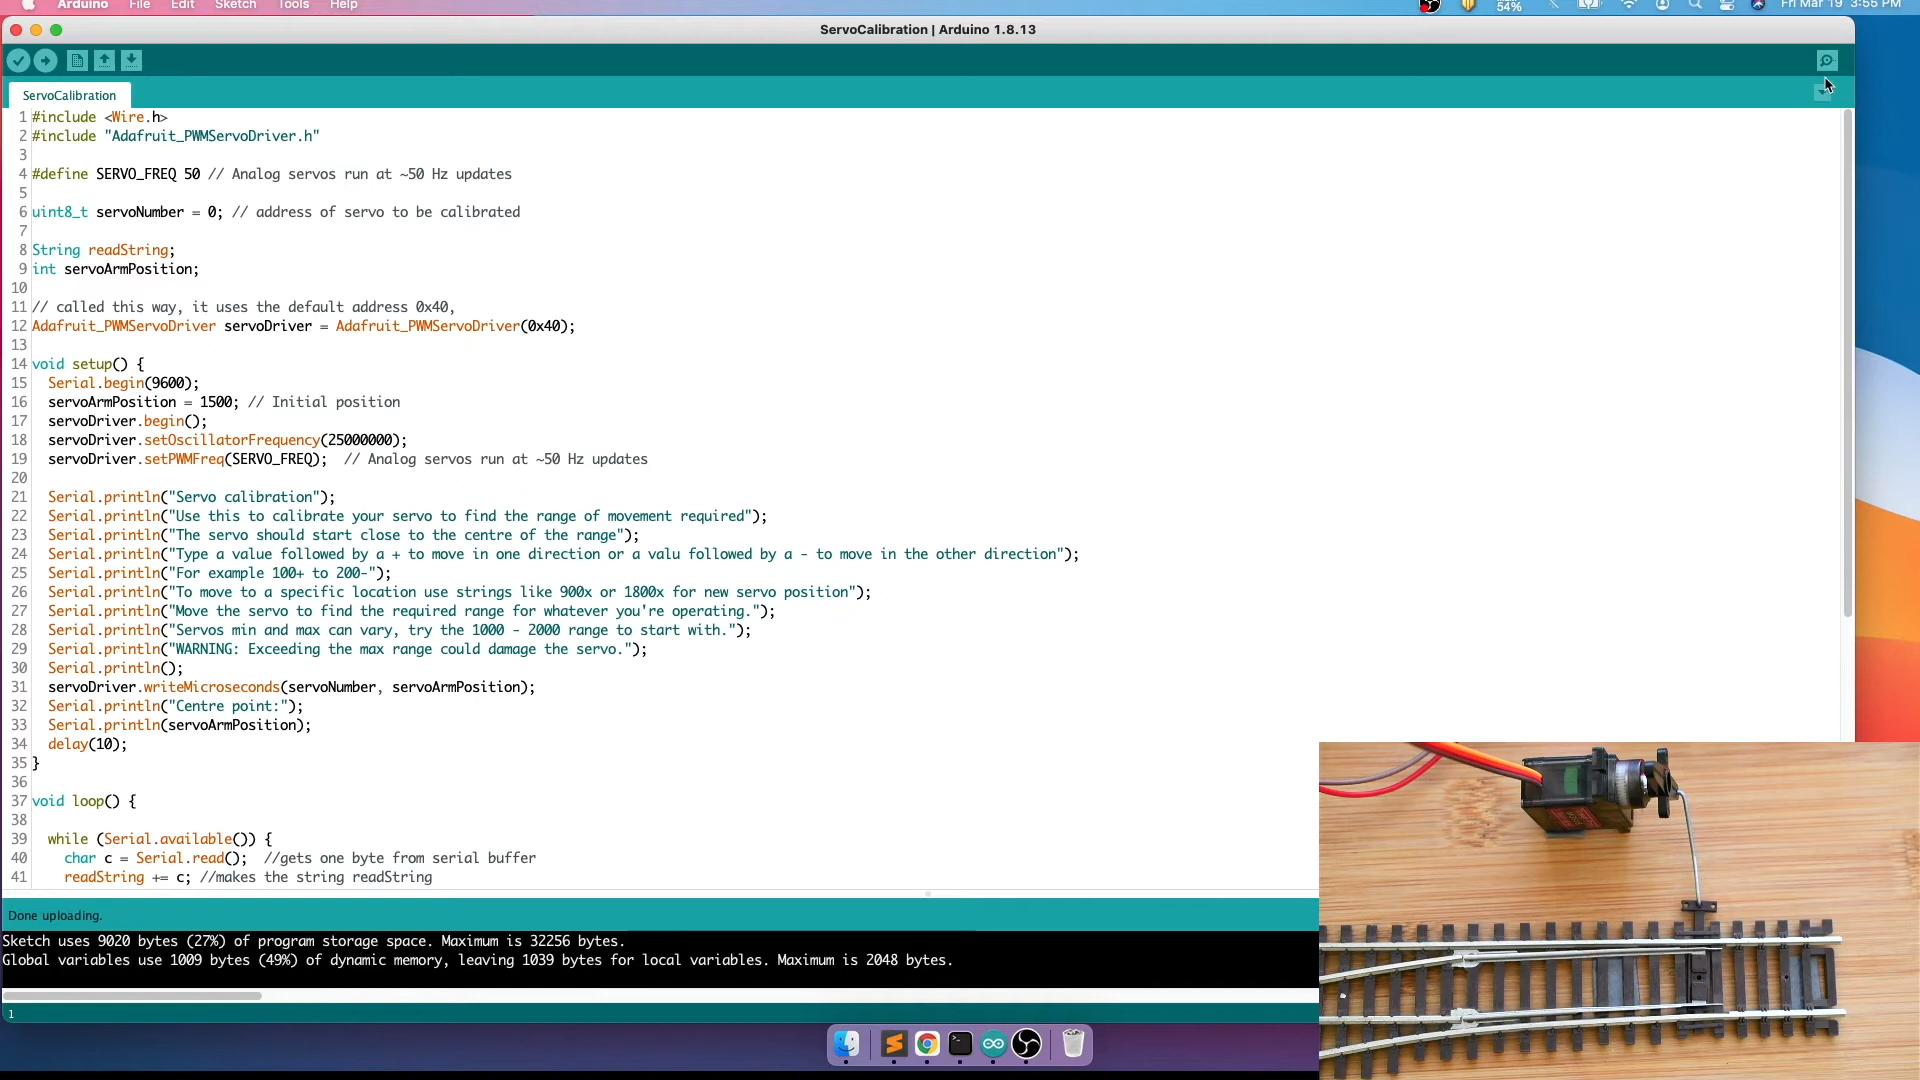 Arduino File Edit Sketch Tools Help
54% Fri Mar 19 3:55 PM
ServoCalibration | Arduino 1.8.13
ServoCalibration
1 #include <Wire.h>
2 #include "Adafruit_PWMServoDriver.h"
3
4 #define SERVO_FREQ 50 // Analog servos run at ~50 Hz updates
5
6 uint8_t servoNumber = 0; // address of servo to be calibrated
7
8 String readString;
9 int servoArmPosition;
10
11 // called this way, it uses the default address 0x40,
12 Adafruit_PWMServoDriver servoDriver = Adafruit_PWMServoDriver(0x40);
13
14 void setup() {
15 Serial.begin(9600);
16 servoArmPosition = 1500; // Initial position
17 servoDriver.begin();
18 servoDriver.setOscillatorFrequency(25000000);
19 servoDriver.setPWMFreq(SERVO_FREQ); // Analog servos run at ~50 Hz updates
20
21 Serial.println("Servo calibration");
22 Serial.println("Use this to calibrate your servo to find the range of movement required");
23 Serial.println("The servo should start close to the centre of the range");
24 Serial.println("Type a value followed by a + to move in one direction or a valu followed by a - to move in the other direction");
25 Serial.println("For example 100+ to 200-");
26 Serial.println("To move to a specific location use strings like 900x or 1800x for new servo position");
27 Serial.println("Move the servo to find the required range for whatever you're operating.");
28 Serial.println("Servos min and max can vary, try the 1000 - 2000 range to start with.");
29 Serial.println("WARNING: Exceeding the max range could damage the servo.");
30 Serial.println();
31 servoDriver.writeMicroseconds(servoNumber, servoArmPosition);
32 Serial.println("Centre point:");
33 Serial.println(servoArmPosition);
34 delay(10);
35 }
36
37 void loop() {
38
39 while (Serial.available()) {
40 char c = Serial.read(); //gets one byte from serial buffer
41 readString += c; //makes the string readString
Done uploading.
Sketch uses 9020 bytes (27%) of program storage space. Maximum is 32256 bytes.
Global variables use 1009 bytes (49%) of dynamic memory, leaving 1039 bytes for local variables. Maximum is 2048 bytes.
1